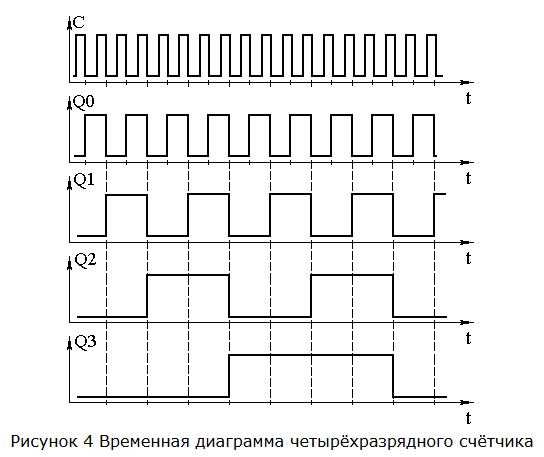 C
t
Q0
t
Q1
t
Q2
t
Q3
t
Рисунок 4 Временная диаграмма четырёхразрядного счётчика